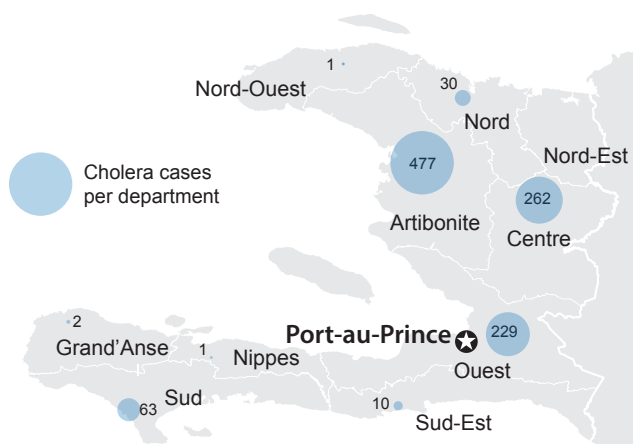 1
Nord-Ouest
30
Nord
Nord-Est
Cholera cases
per department
477
262
Artibonite
Centre
2
Grand'Anse
1
Nippes
Port-au-Prince
229
Ouest
Sud
63
10
Sud-Est